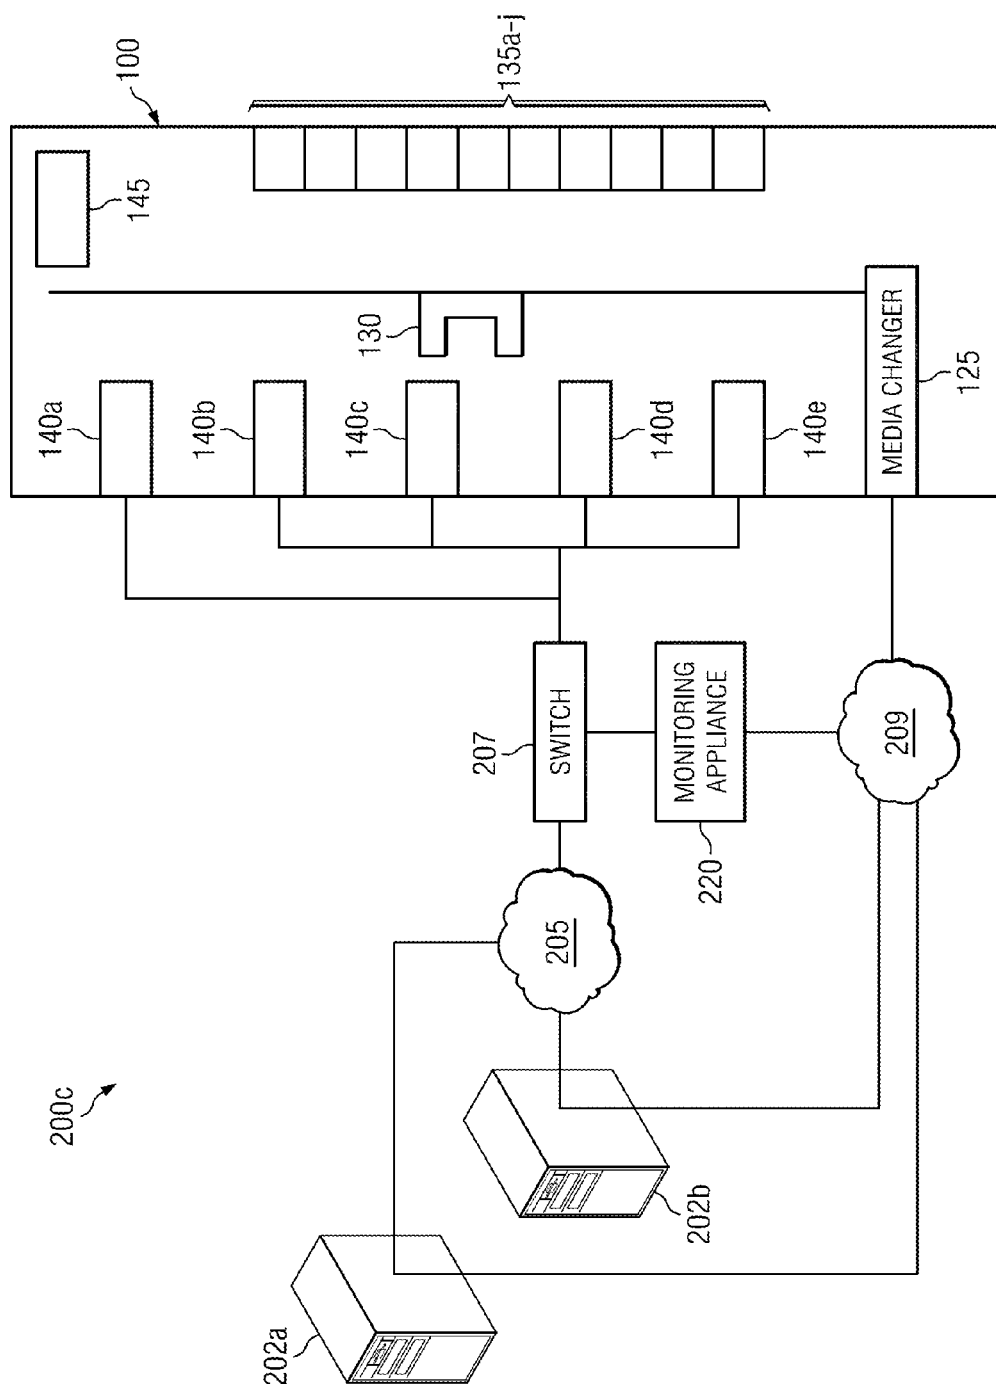 200c
202a
202b
205
207
SWITCH
220
MONITORING
APPLIANCE
209
140a
140b
140c
140d
140e
130
145
100
135a-j
MEDIA CHANGER
125